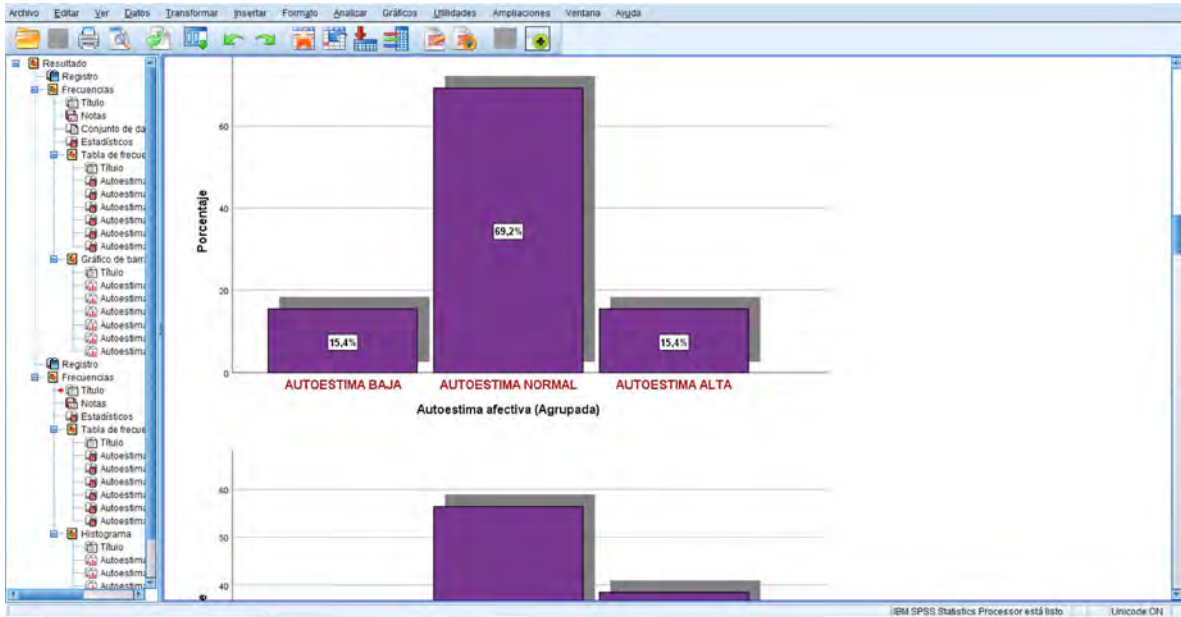 Archivo Editar Ver Datos Transformar Insertar Formato Analizar Gráficos Utilidades Ampliaciones Ventana Ayuda
Resultado
Registro
Frecuencias
Título
Notas
Conjunto de da
Estadísticos
Tabla de frecue
Título
Autoestima
Autoestima
Autoestima
Autoestima
Autoestima
Autoestima
Gráfico de barr
Título
Autoestima
Autoestima
Autoestima
Autoestima
Autoestima
Autoestima
Registro
Frecuencias
Título
Notas
Estadísticos
Tabla de frecue
Título
Autoestima
Autoestima
Autoestima
Autoestima
Autoestima
Autoestima
Histograma
Título
Autoestima
Autoestima
Autoestima
Porcentaje
60
40
20
0
69,2%
15,4%
15,4%
AUTOESTIMA BAJA AUTOESTIMA NORMAL AUTOESTIMA ALTA
Autoestima afectiva (Agrupada)
60
50
40
IBM SPSS Statistics Processor está listo Unicode ON